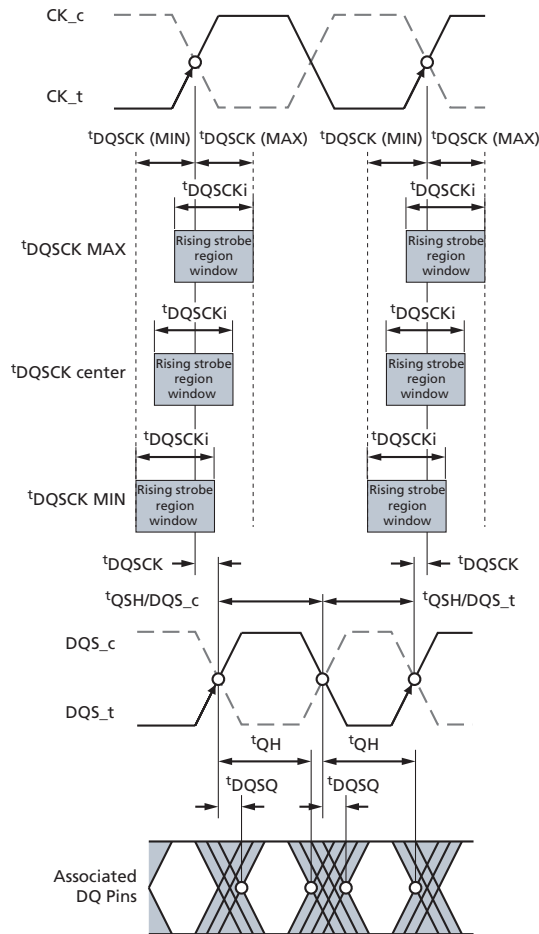 CK_c
CK_t
tDQSCK (MIN) tDQSCK (MAX) tDQSCK (MIN) tDQSCK (MAX)
tDQSCKi tDQSCKi
tDQSCK MAX
Rising strobe
region
window
Rising strobe
region
window
tDQSCKi tDQSCKi
tDQSCK center
Rising strobe
region
window
Rising strobe
region
window
tDQSCKi tDQSCKi
tDQSCK MIN
Rising strobe
region
window
Rising strobe
region
window
tDQSCK tDQSCK
tQSH/DQS_c tQSH/DQS_t
DQS_c
DQS_t
tQH tQH
tDQSQ tDQSQ
Associated
DQ Pins